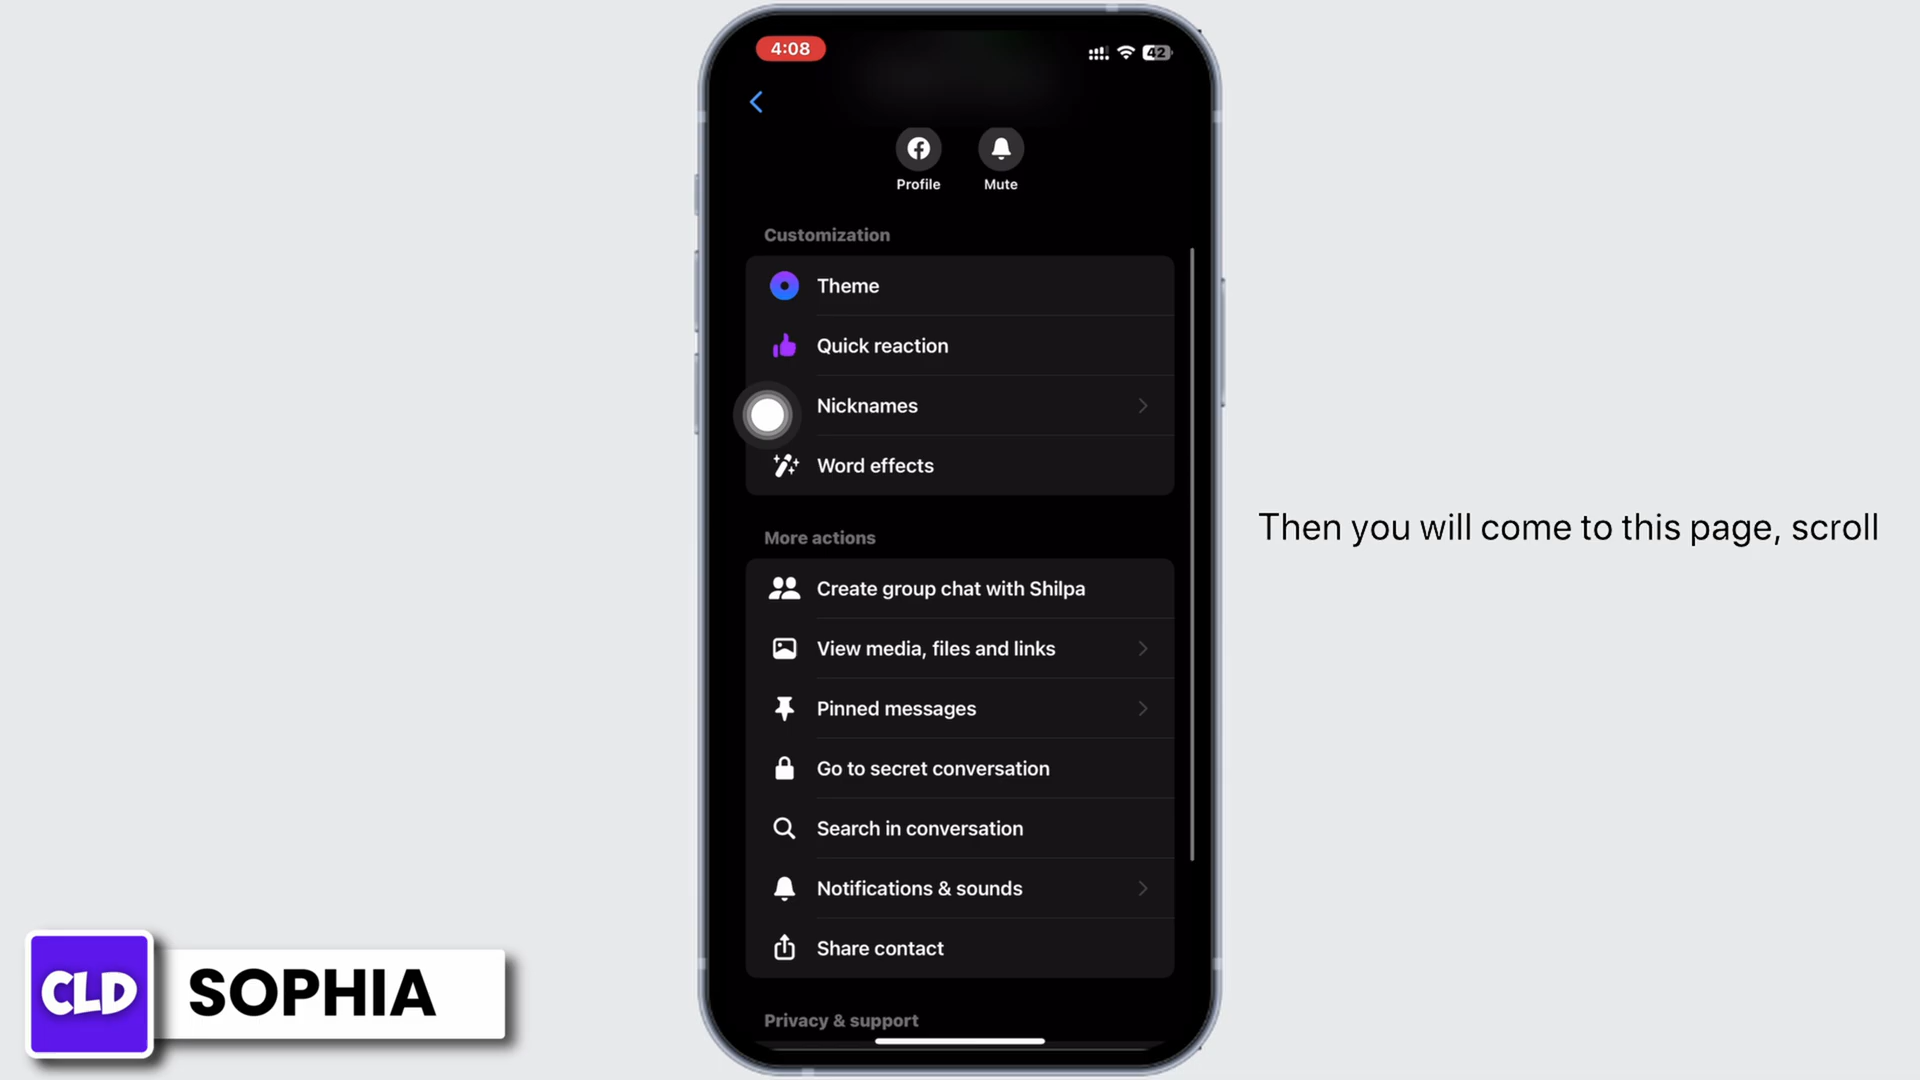 4:08
42
Profile
Mute
Customization
Theme
Quick reaction
Nicknames
Word effects
More actions
Create group chat with Shilpa
View media, files and links
Pinned messages
Go to secret conversation
Search in conversation
Notifications & sounds
Share contact
Privacy & support
Then you will come to this page, scroll
CLD
SOPHIA